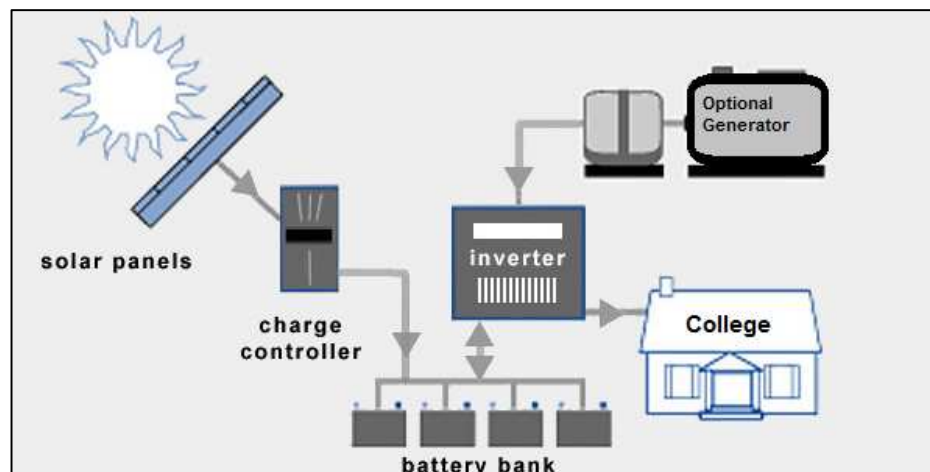 Optional
Generator
inverter
solar panels
College
charge
controller
battery bank